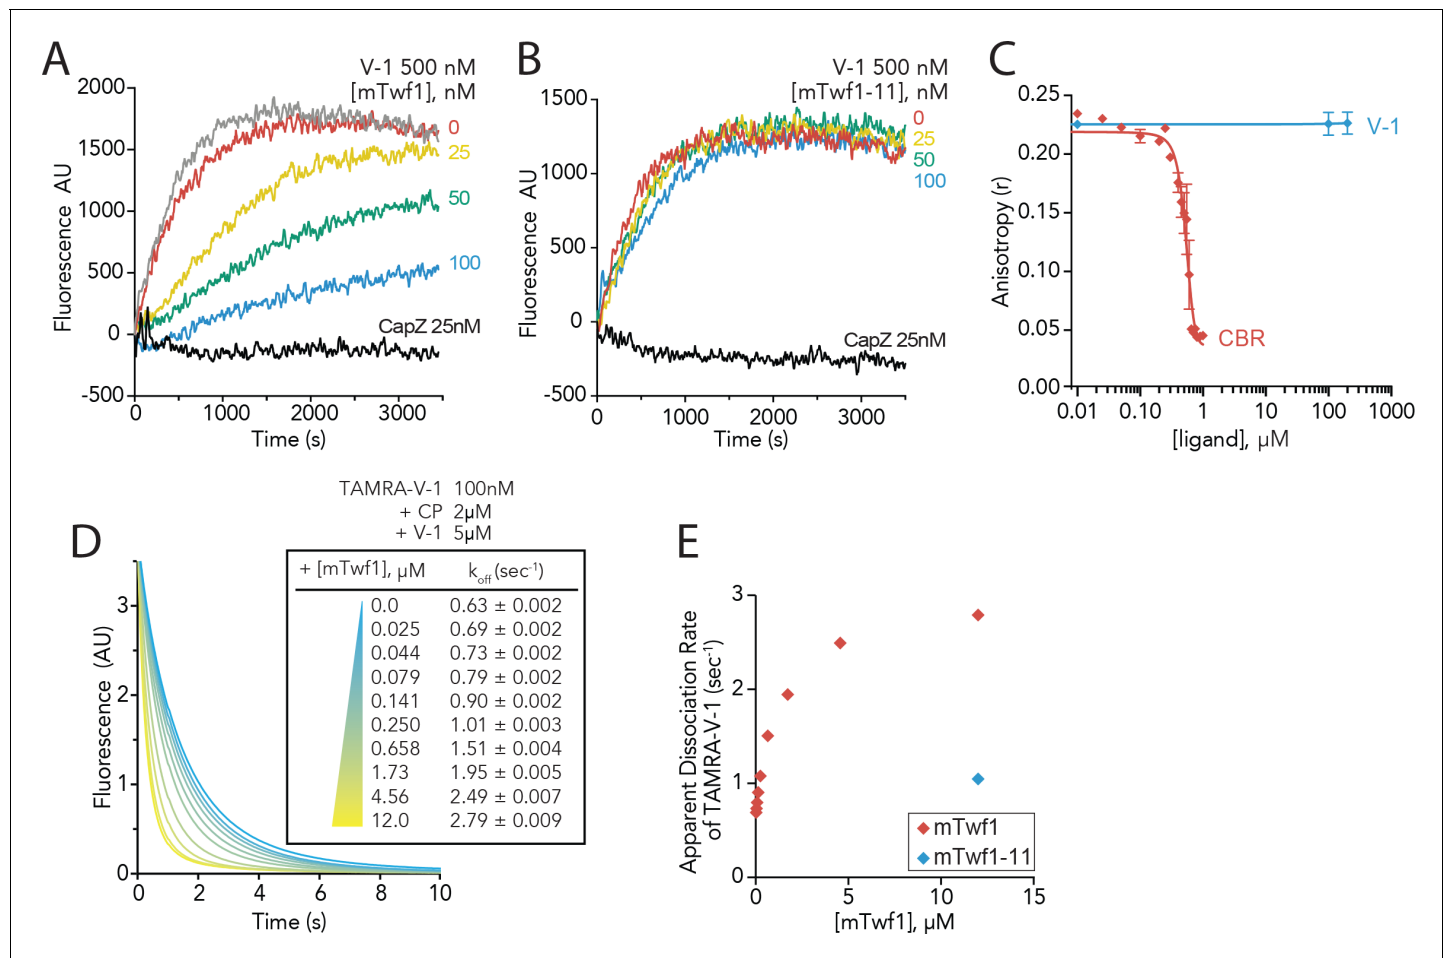 A
V-1 500 nM
[mTwf1], nM
2000
1500
1000
500
0
-500
Fluorescence AU
0
25
50
100
CapZ 25nM
0 1000 2000 3000
Time (s)
B
V-1 500 nM
[mTwf1-11], nM
1500
1000
500
0
-500
Fluorescence AU
0
25
50
100
CapZ 25nM
0 1000 2000 3000
Time (s)
C
0.25
0.20
0.15
0.10
0.05
0.00
Anisotropy (r)
V-1
CBR
0.01 0.10 1 10 100 1000
[ligand], µM
D
TAMRA-V-1 100nM
+ CP 2µM
+ V-1 5µM
+ [mTwf1], µM koff (sec-1)
0.0 0.63 ± 0.002
0.025 0.69 ± 0.002
0.044 0.73 ± 0.002
0.079 0.79 ± 0.002
0.141 0.90 ± 0.002
0.250 1.01 ± 0.003
0.658 1.51 ± 0.004
1.73 1.95 ± 0.005
4.56 2.49 ± 0.007
12.0 2.79 ± 0.009
3
2
1
0
Fluorescence (AU)
0 2 4 6 8 10
Time (s)
E
3
2
1
0
Apparent Dissociation Rate
of TAMRA-V-1 (sec-1)
mTwf1
mTwf1-11
0 5 10 15
[mTwf1], µM